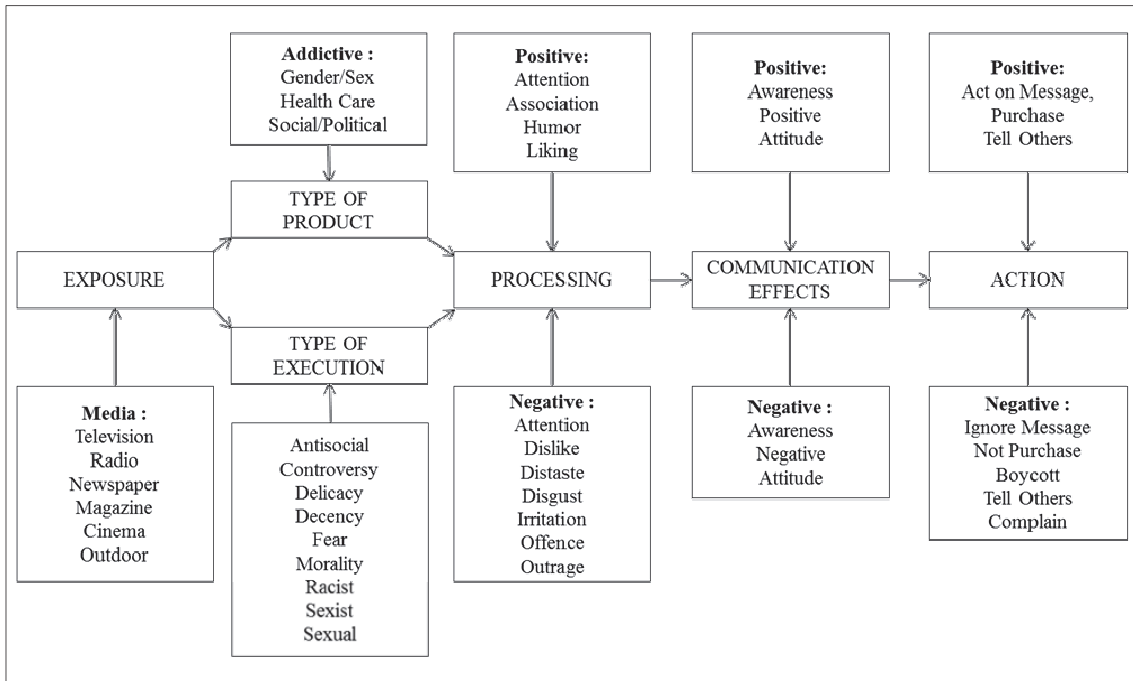 Addictive :
Gender/Sex
Health Care
Social/Political
Positive:
Attention
Association
Humor
Liking
Positive:
Awareness
Positive
Attitude
Positive:
Act on Message,
Purchase
Tell Others
TYPE OF
PRODUCT
EXPOSURE
PROCESSING
COMMUNICATION
EFFECTS
ACTION
TYPE OF
EXECUTION
Media :
Television
Radio
Newspaper
Magazine
Cinema
Outdoor
Antisocial
Controversy
Delicacy
Decency
Fear
Morality
Racist
Sexist
Sexual
Negative :
Attention
Dislike
Distaste
Disgust
Irritation
Offence
Outrage
Negative :
Awareness
Negative
Attitude
Negative :
Ignore Message
Not Purchase
Boycott
Tell Others
Complain